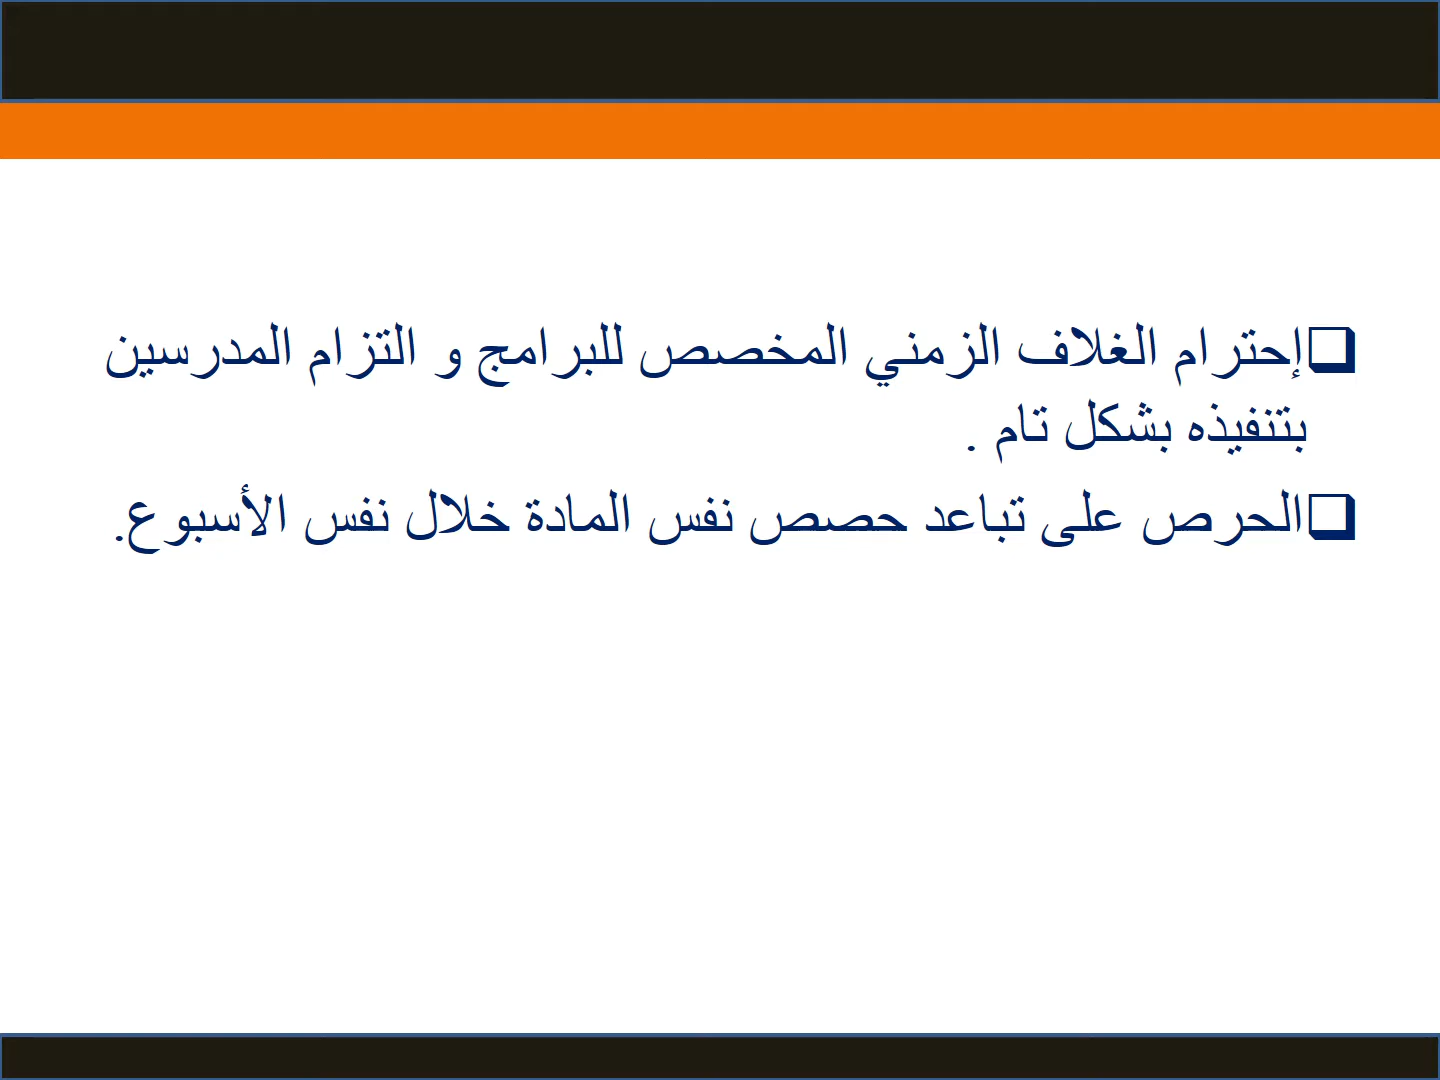 ❑إحترام الغلاف الزمني المخصص للبرامج و التزام المدرسين
بتنفيذه بشكل تام .
❑الحرص على تباعد حصص نفس المادة خلال نفس الأسبوع.